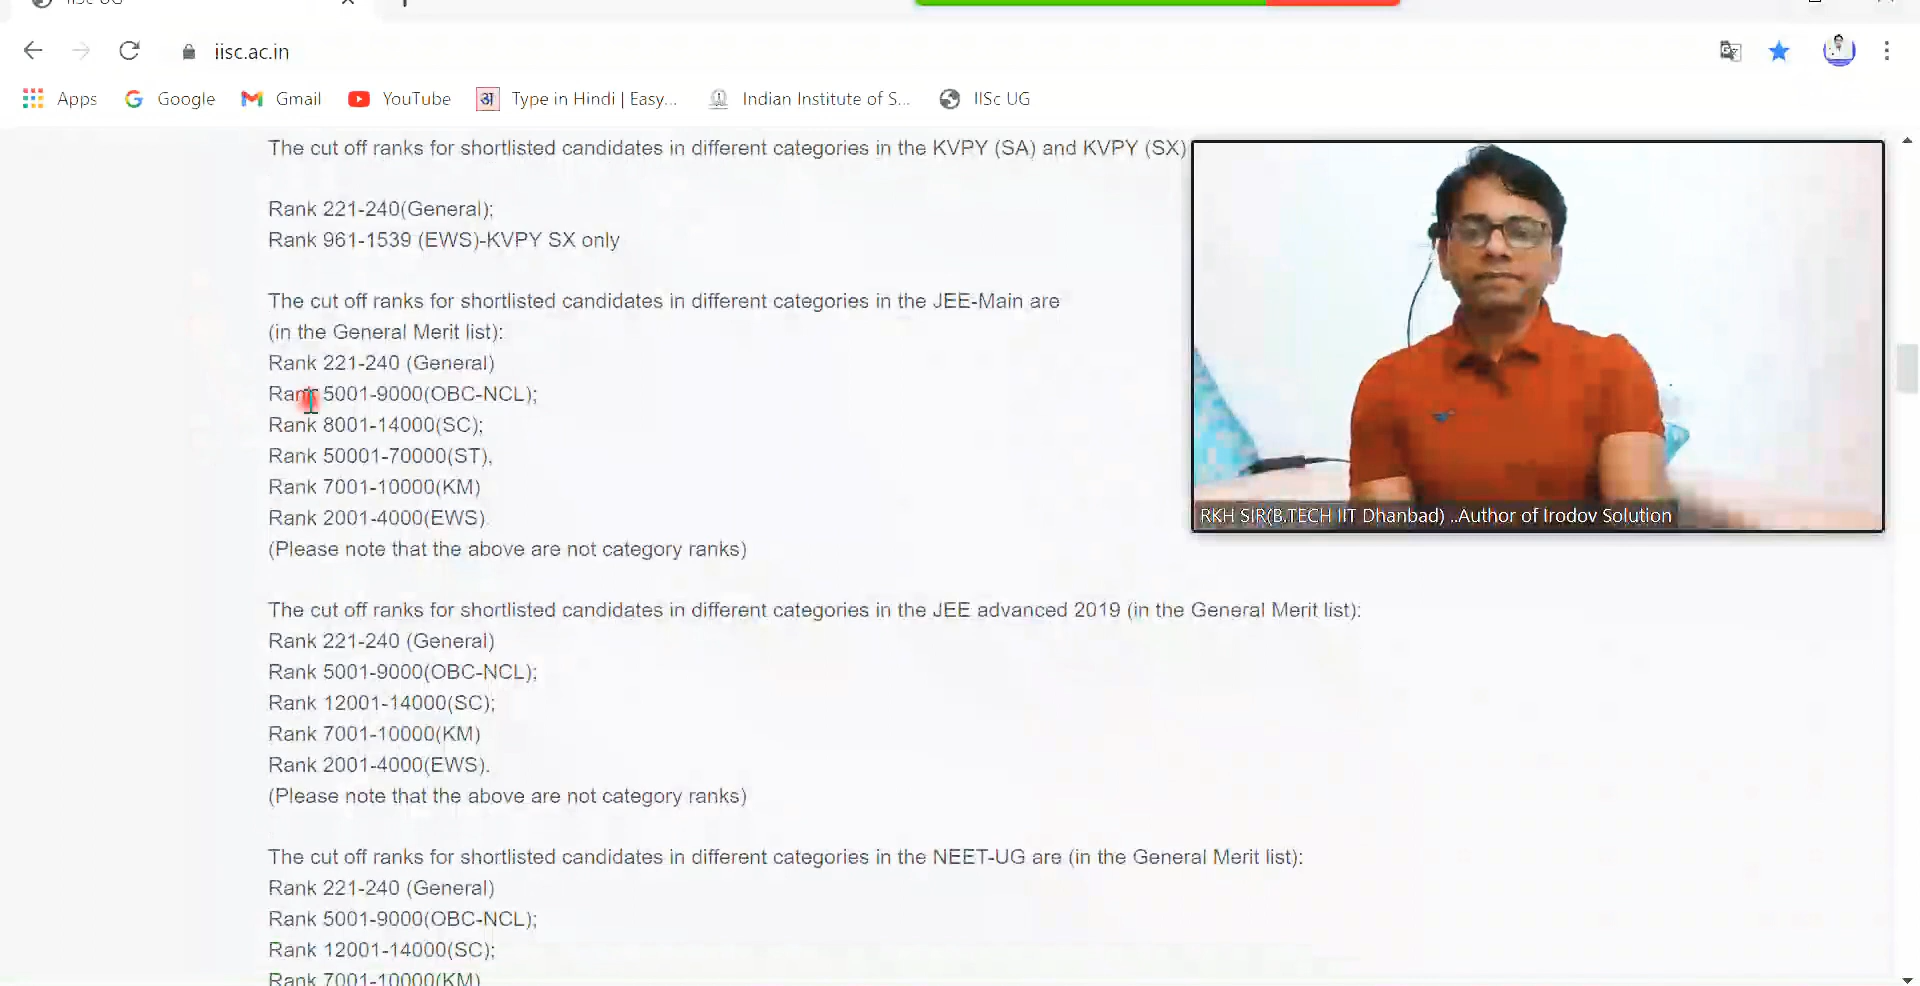 IISc UG
iisc.ac.in
Apps
Google
Gmail
YouTube
अ
Type in Hindi | Easy...
Indian Institute of S...
IISc UG
The cut off ranks for shortlisted candidates in different categories in the KVPY (SA) and KVPY (SX)
Rank 221-240(General);
Rank 961-1539 (EWS)-KVPY SX only
The cut off ranks for shortlisted candidates in different categories in the JEE-Main are
(in the General Merit list):
Rank 221-240 (General)
Rank 5001-9000(OBC-NCL);
Rank 8001-14000(SC);
Rank 50001-70000(ST),
Rank 7001-10000(KM)
Rank 2001-4000(EWS).
(Please note that the above are not category ranks)
The cut off ranks for shortlisted candidates in different categories in the JEE advanced 2019 (in the General Merit list):
Rank 221-240 (General)
Rank 5001-9000(OBC-NCL);
Rank 12001-14000(SC);
Rank 7001-10000(KM)
Rank 2001-4000(EWS).
(Please note that the above are not category ranks)
The cut off ranks for shortlisted candidates in different categories in the NEET-UG are (in the General Merit list):
Rank 221-240 (General)
Rank 5001-9000(OBC-NCL);
Rank 12001-14000(SC);
Rank 7001-10000(KM)
RKH SIR(B.TECH IIT Dhanbad) ..Author of Irodov Solution